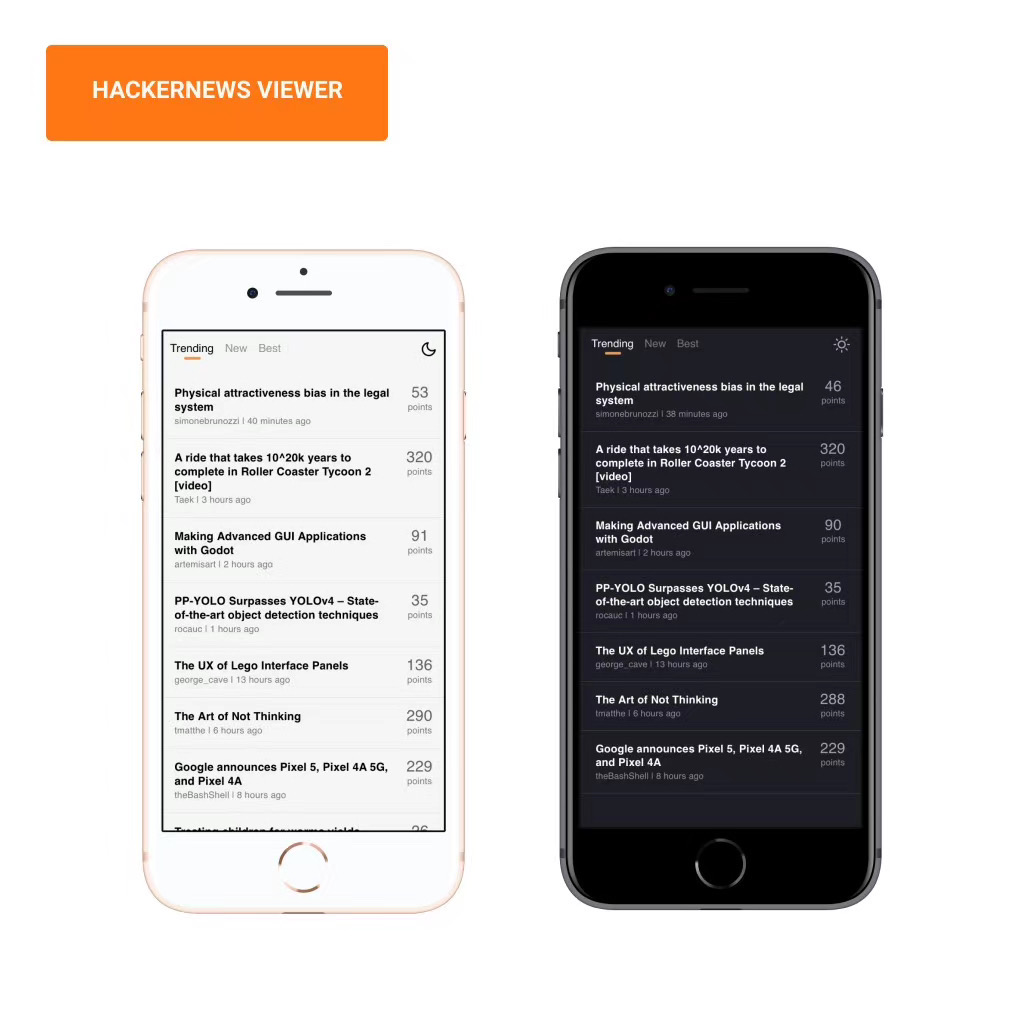 HACKERNEWS VIEWER
Trending New Best
Physical attractiveness bias in the legal
system
simonebrunozzi | 40 minutes ago
53
points
A ride that takes 10^20k years to
complete in Roller Coaster Tycoon 2
[video]
Taek | 3 hours ago
320
points
Making Advanced GUI Applications
with Godot
artemisart | 2 hours ago
91
points
PP-YOLO Surpasses YOLOv4 – State-
of-the-art object detection techniques
rocauc | 1 hours ago
35
points
The UX of Lego Interface Panels
george_cave | 13 hours ago
136
points
The Art of Not Thinking
tmatthe | 6 hours ago
290
points
Google announces Pixel 5, Pixel 4A 5G,
and Pixel 4A
theBashShell | 8 hours ago
229
points
Treating children for worms yields
26
Trending New Best
Physical attractiveness bias in the legal
system
simonebrunozzi | 38 minutes ago
46
points
A ride that takes 10^20k years to
complete in Roller Coaster Tycoon 2
[video]
Taek | 3 hours ago
320
points
Making Advanced GUI Applications
with Godot
artemisart | 2 hours ago
90
points
PP-YOLO Surpasses YOLOv4 – State-
of-the-art object detection techniques
rocauc | 1 hours ago
35
points
The UX of Lego Interface Panels
george_cave | 13 hours ago
136
points
The Art of Not Thinking
tmatthe | 6 hours ago
288
points
Google announces Pixel 5, Pixel 4A 5G,
and Pixel 4A
theBashShell | 8 hours ago
229
points